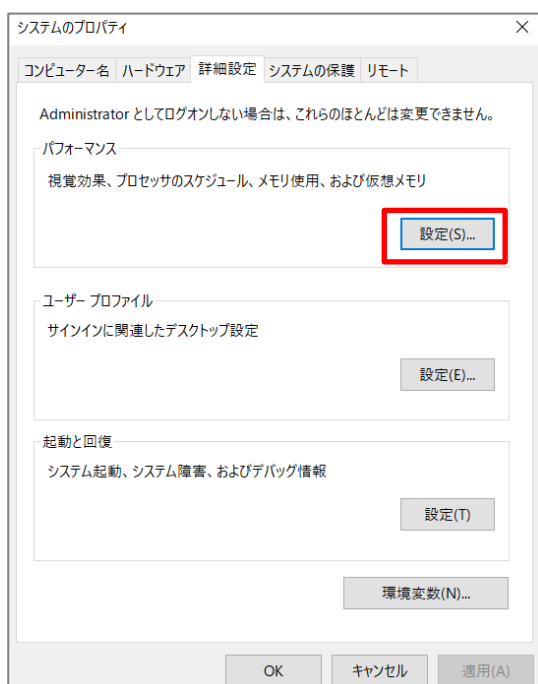 システムのプロパティ
コンピューター名 ハードウェア 詳細設定 システムの保護 リモート
Administrator としてログオンしない場合は、これらのほとんどは変更できません。
パフォーマンス
視覚効果、プロセッサのスケジュール、メモリ使用、および仮想メモリ
設定(S)...
ユーザー プロファイル
サインインに関連したデスクトップ設定
設定(E)...
起動と回復
システム起動、システム障害、およびデバッグ情報
設定(T)
環境変数(N)...
OK キャンセル 適用(A)